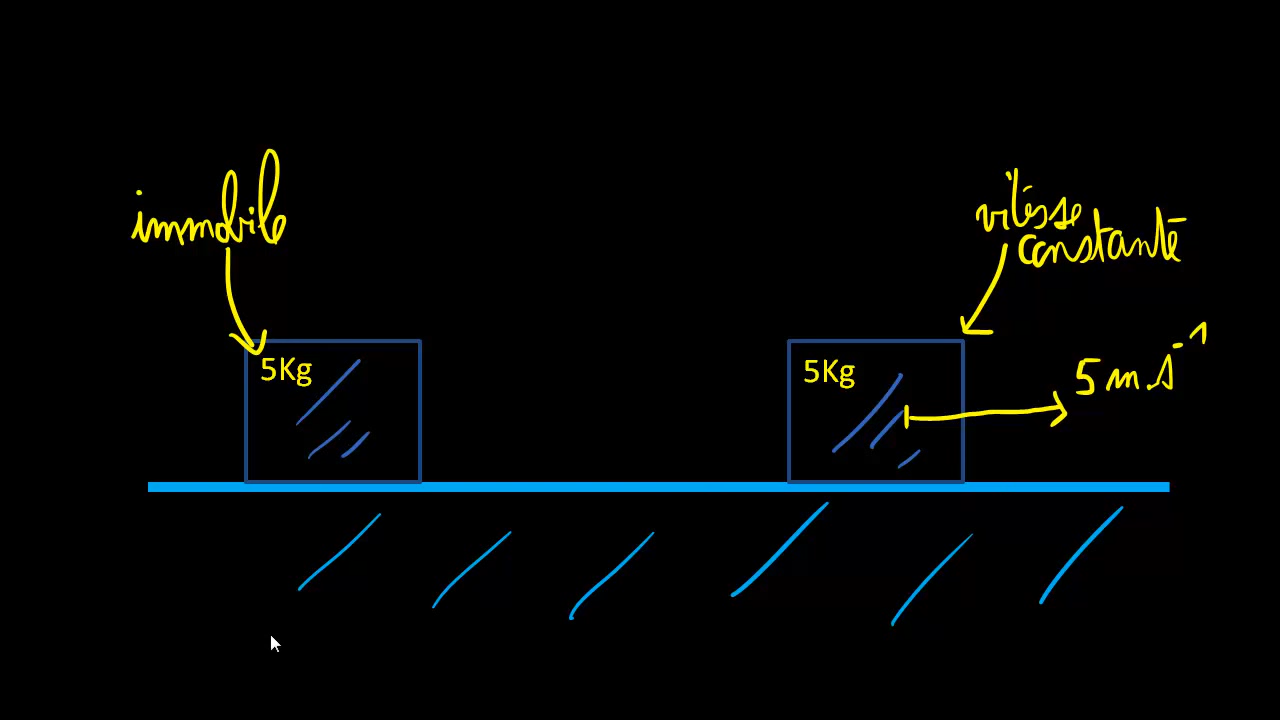 immobile
vitesse
constante
5Kg
5Kg
5 m.s⁻¹